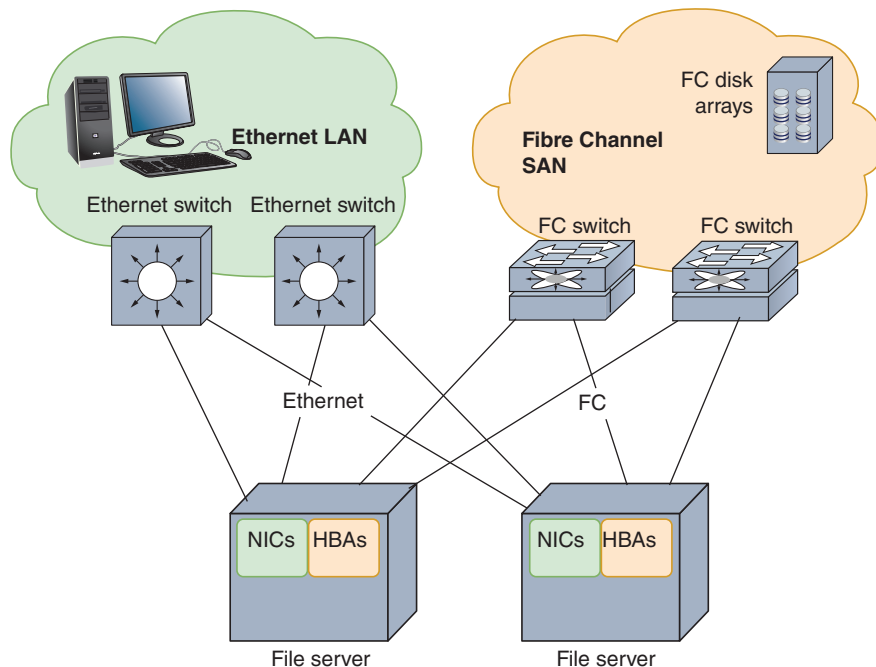 FC disk
arrays
Ethernet LAN
Fibre Channel
SAN
Ethernet switch
Ethernet switch
FC switch
FC switch
Ethernet
FC
NICs
HBAs
NICs
HBAs
File server
File server